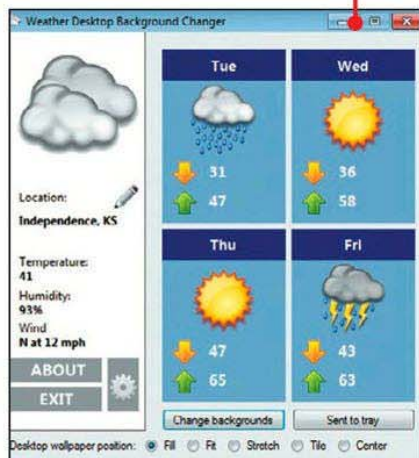 Weather Desktop Background Changer
Location:
Independence, KS
Temperature:
41
Humidity:
93%
Wind
N at 12 mph
ABOUT
EXIT
Tue
31
47
Wed
36
58
Thu
47
65
Fri
43
63
Change backgrounds
Sent to tray
Desktop wallpaper position: Fill Fit Stretch Tile Center